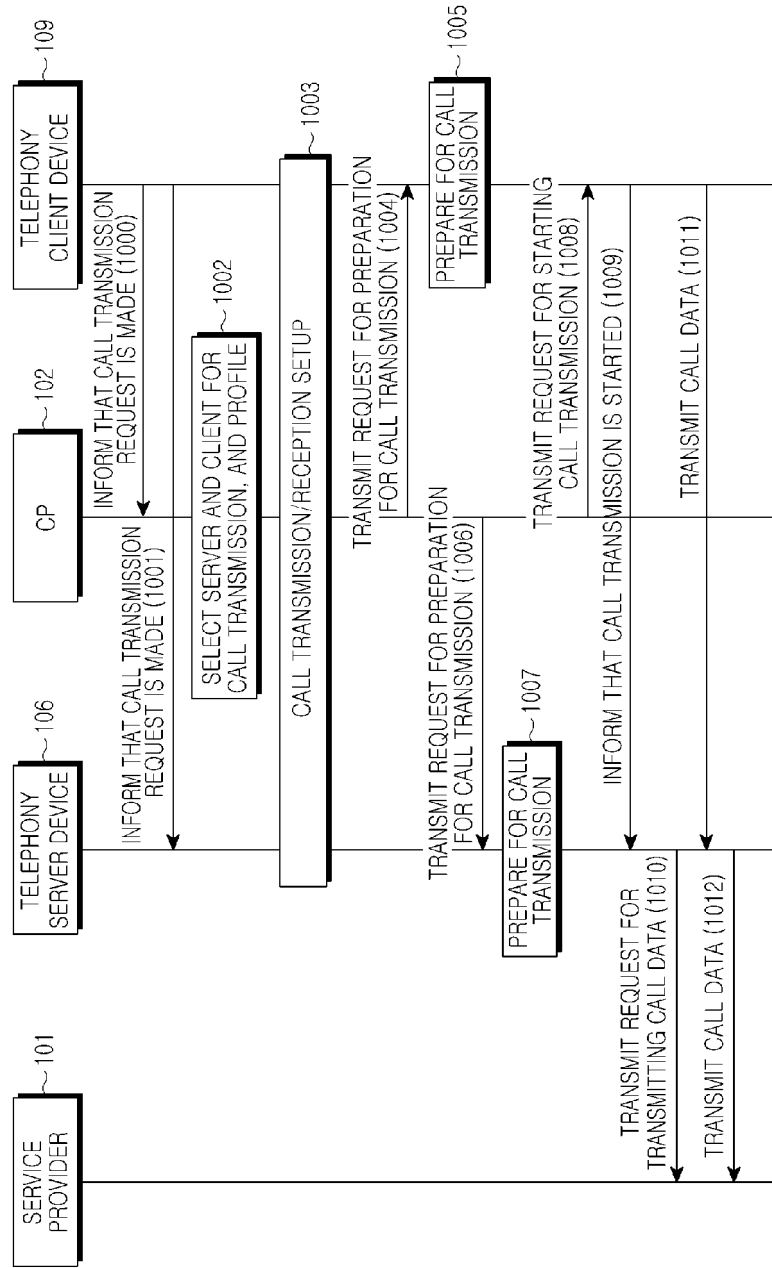 SERVICE
PROVIDER
101
TELEPHONY
SERVER DEVICE
106
CP
102
TELEPHONY
CLIENT DEVICE
109
INFORM THAT CALL TRANSMISSION
REQUEST IS MADE (1000)
INFORM THAT CALL TRANSMISSION
REQUEST IS MADE (1001)
SELECT SERVER AND CLIENT FOR
CALL TRANSMISSION, AND PROFILE
1002
CALL TRANSMISSION/RECEPTION SETUP
1003
TRANSMIT REQUEST FOR PREPARATION
FOR CALL TRANSMISSION (1004)
PREPARE FOR CALL
TRANSMISSION
1005
TRANSMIT REQUEST FOR PREPARATION
FOR CALL TRANSMISSION (1006)
PREPARE FOR CALL
TRANSMISSION
1007
TRANSMIT REQUEST FOR STARTING
CALL TRANSMISSION (1008)
INFORM THAT CALL TRANSMISSION IS STARTED (1009)
TRANSMIT REQUEST FOR
TRANSMITTING CALL DATA (1010)
TRANSMIT CALL DATA (1011)
TRANSMIT CALL DATA (1012)